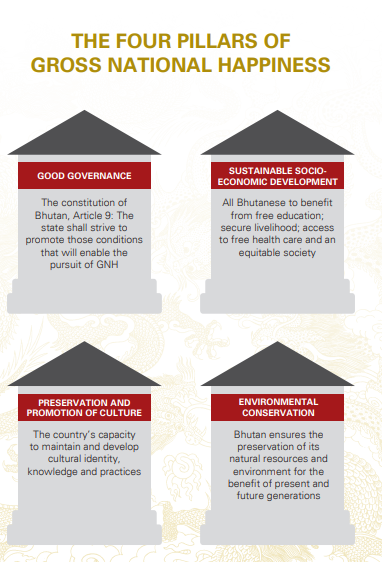 THE FOUR PILLARS OF
GROSS NATIONAL HAPPINESS
GOOD GOVERNANCE
The constitution of
Bhutan, Article 9: The
state shall strive to
promote those conditions
that will enable the
pursuit of GNH
SUSTAINABLE SOCIO-
ECONOMIC DEVELOPMENT
All Bhutanese to benefit
from free education;
secure livelihood; access
to free health care and an
equitable society
PRESERVATION AND
PROMOTION OF CULTURE
The country's capacity
to maintain and develop
cultural identity,
knowledge and practices
ENVIRONMENTAL
CONSERVATION
Bhutan ensures the
preservation of its
natural resources and
environment for the
benefit of present and
future generations